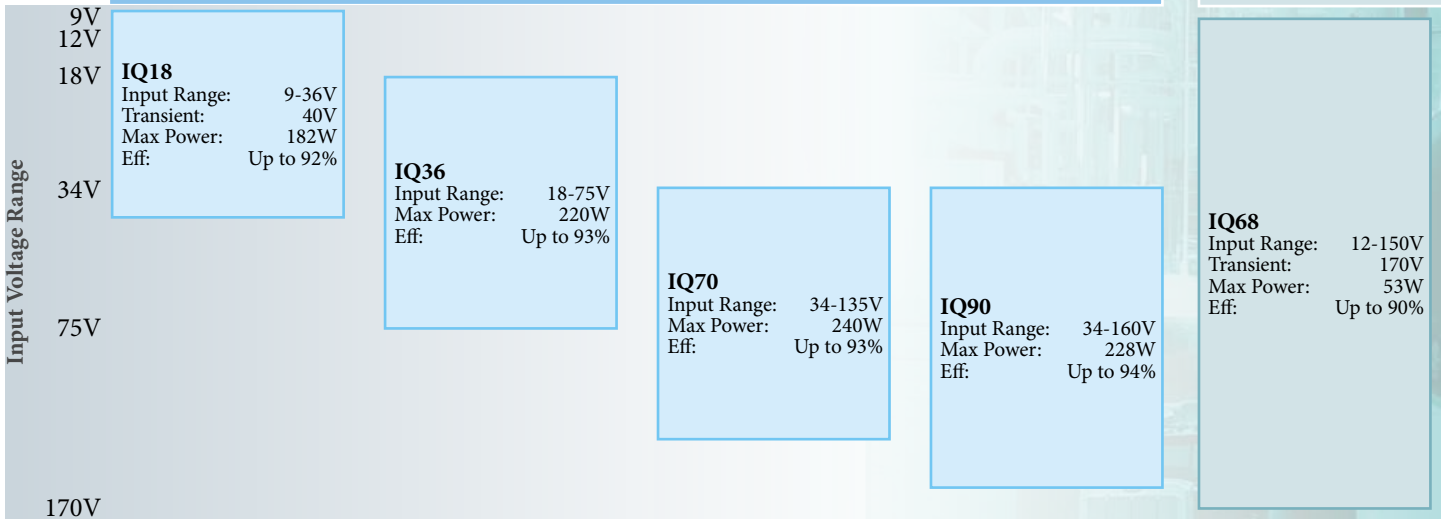 Input Voltage Range
9V
12V
18V
34V
75V
170V
IQ18
Input Range: 9-36V
Transient: 40V
Max Power: 182W
Eff: Up to 92%
IQ36
Input Range: 18-75V
Max Power: 220W
Eff: Up to 93%
IQ70
Input Range: 34-135V
Max Power: 240W
Eff: Up to 93%
IQ90
Input Range: 34-160V
Max Power: 228W
Eff: Up to 94%
IQ68
Input Range: 12-150V
Transient: 170V
Max Power: 53W
Eff: Up to 90%